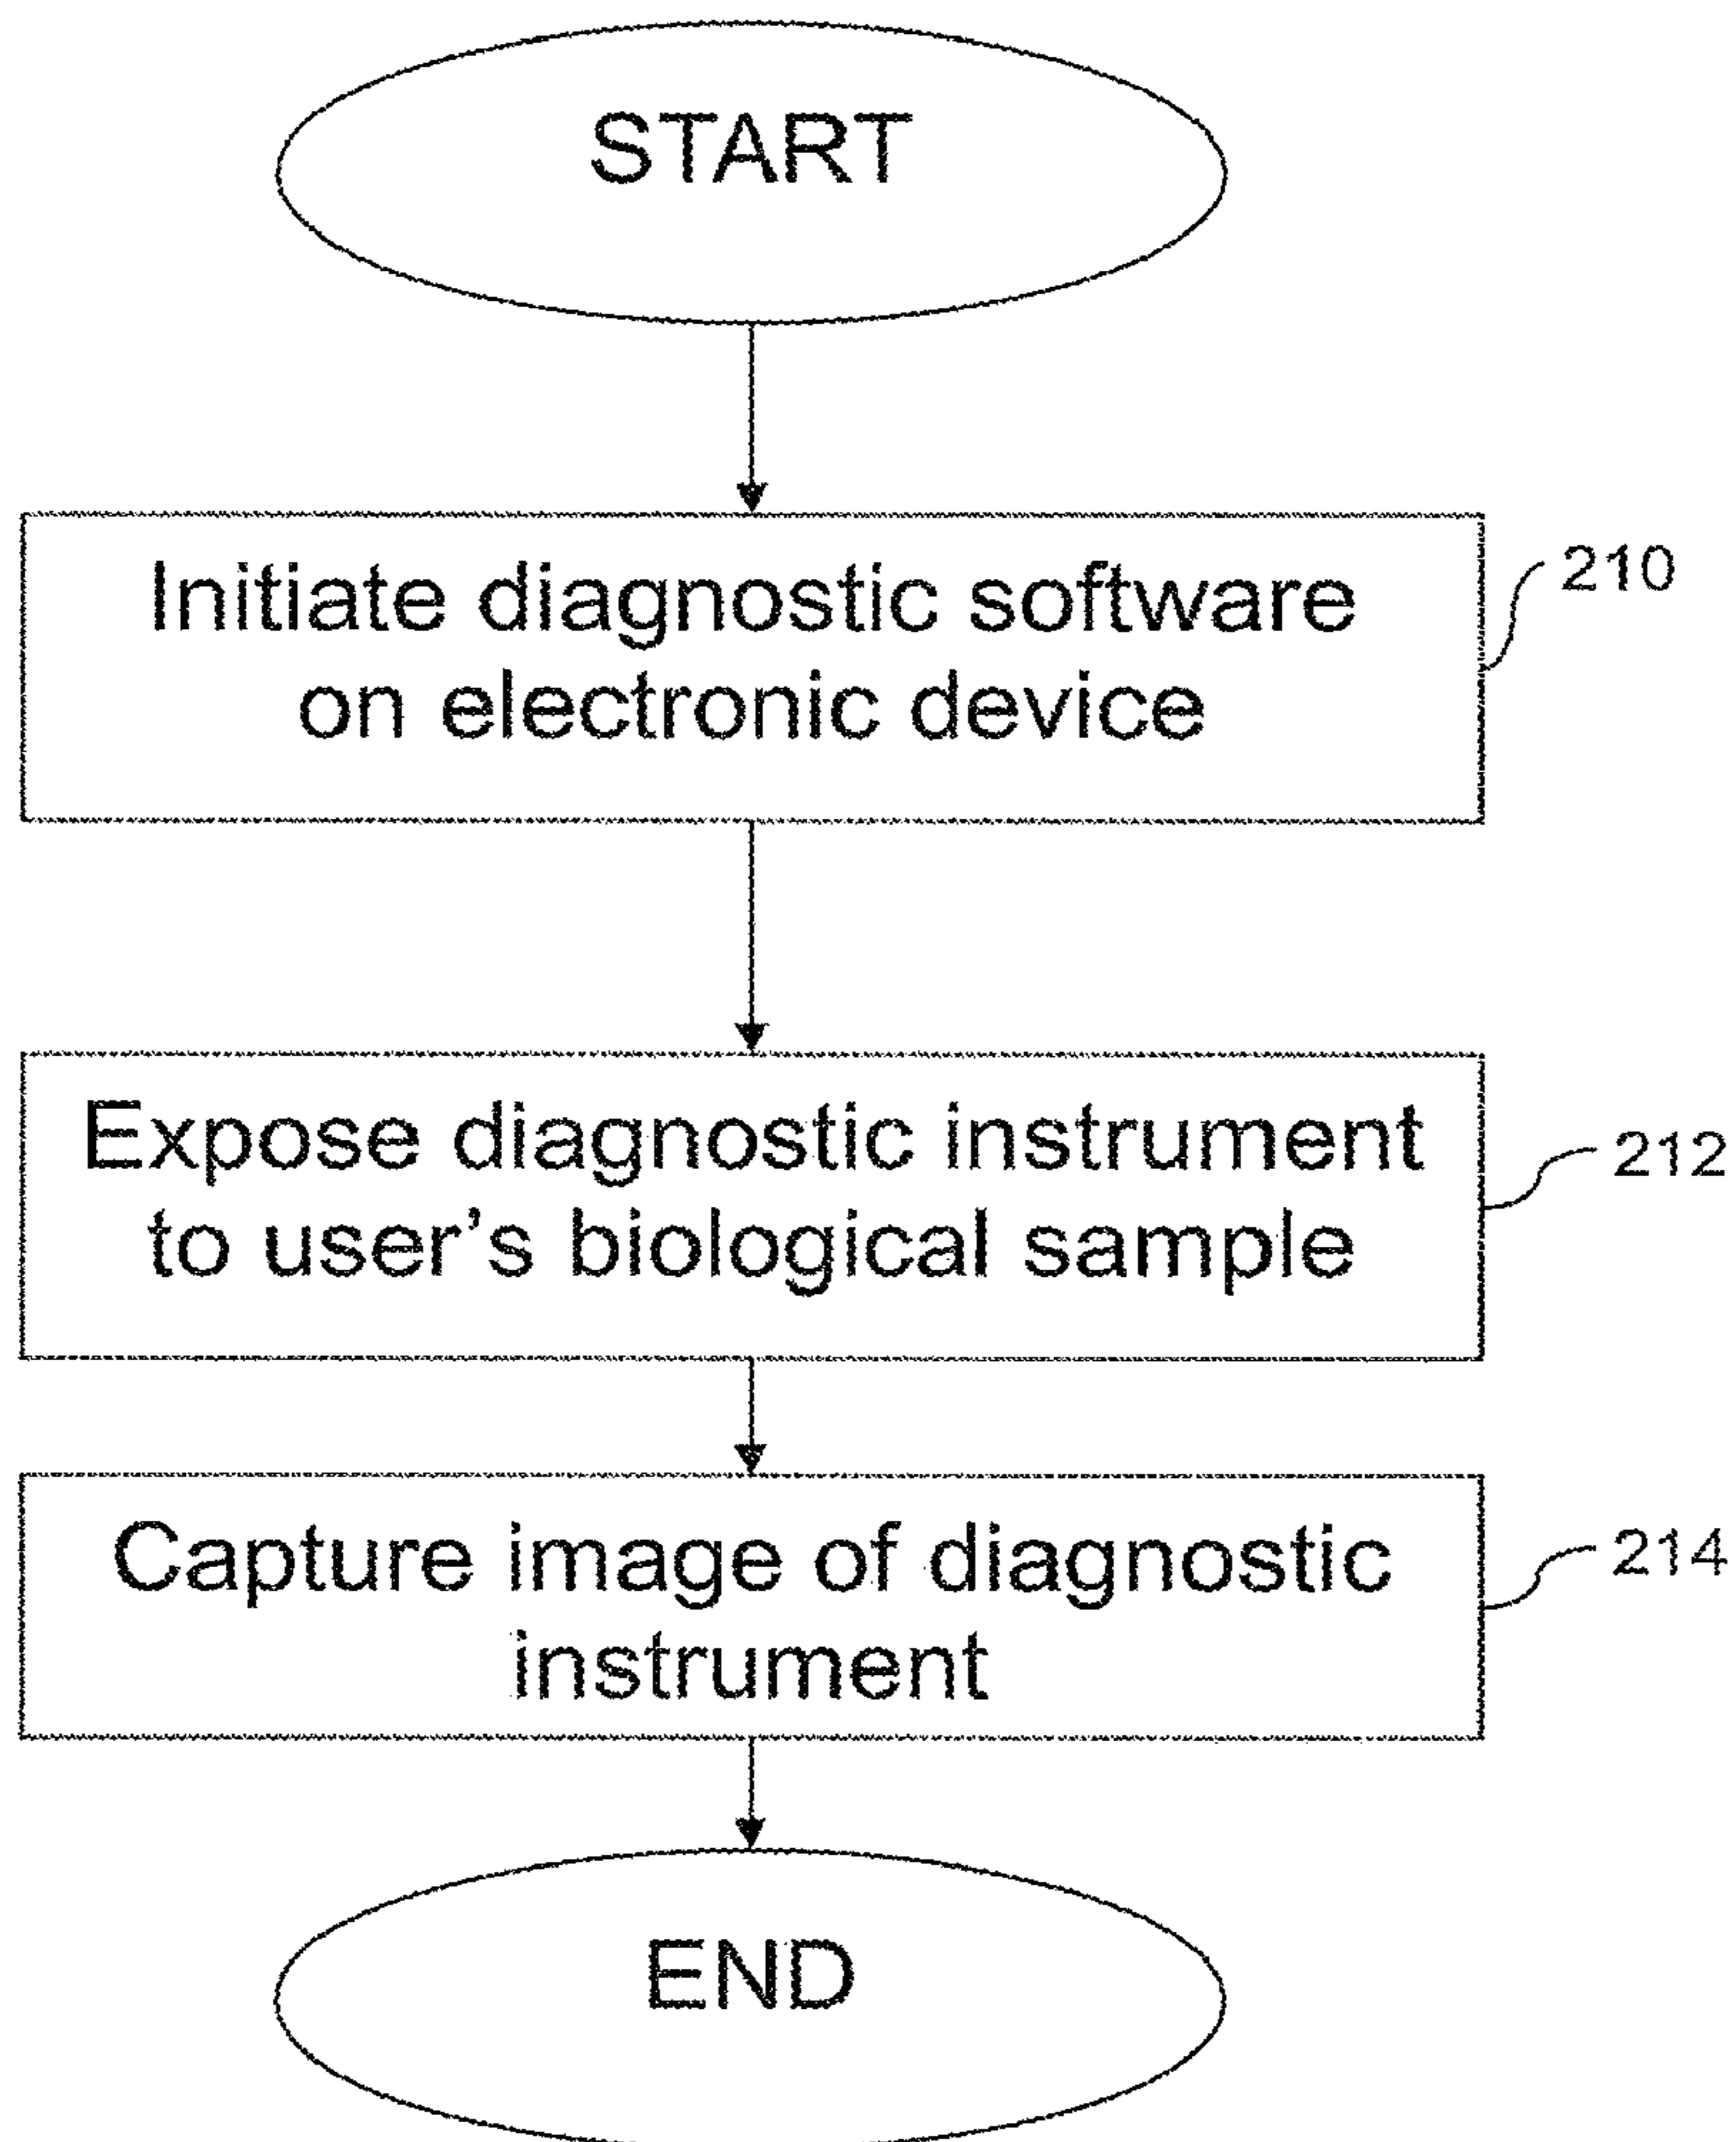 START
Initiate diagnostic software
on electronic device
210
Expose diagnostic instrument
to user’s biological sample
212
Capture image of diagnostic
instrument
214
END